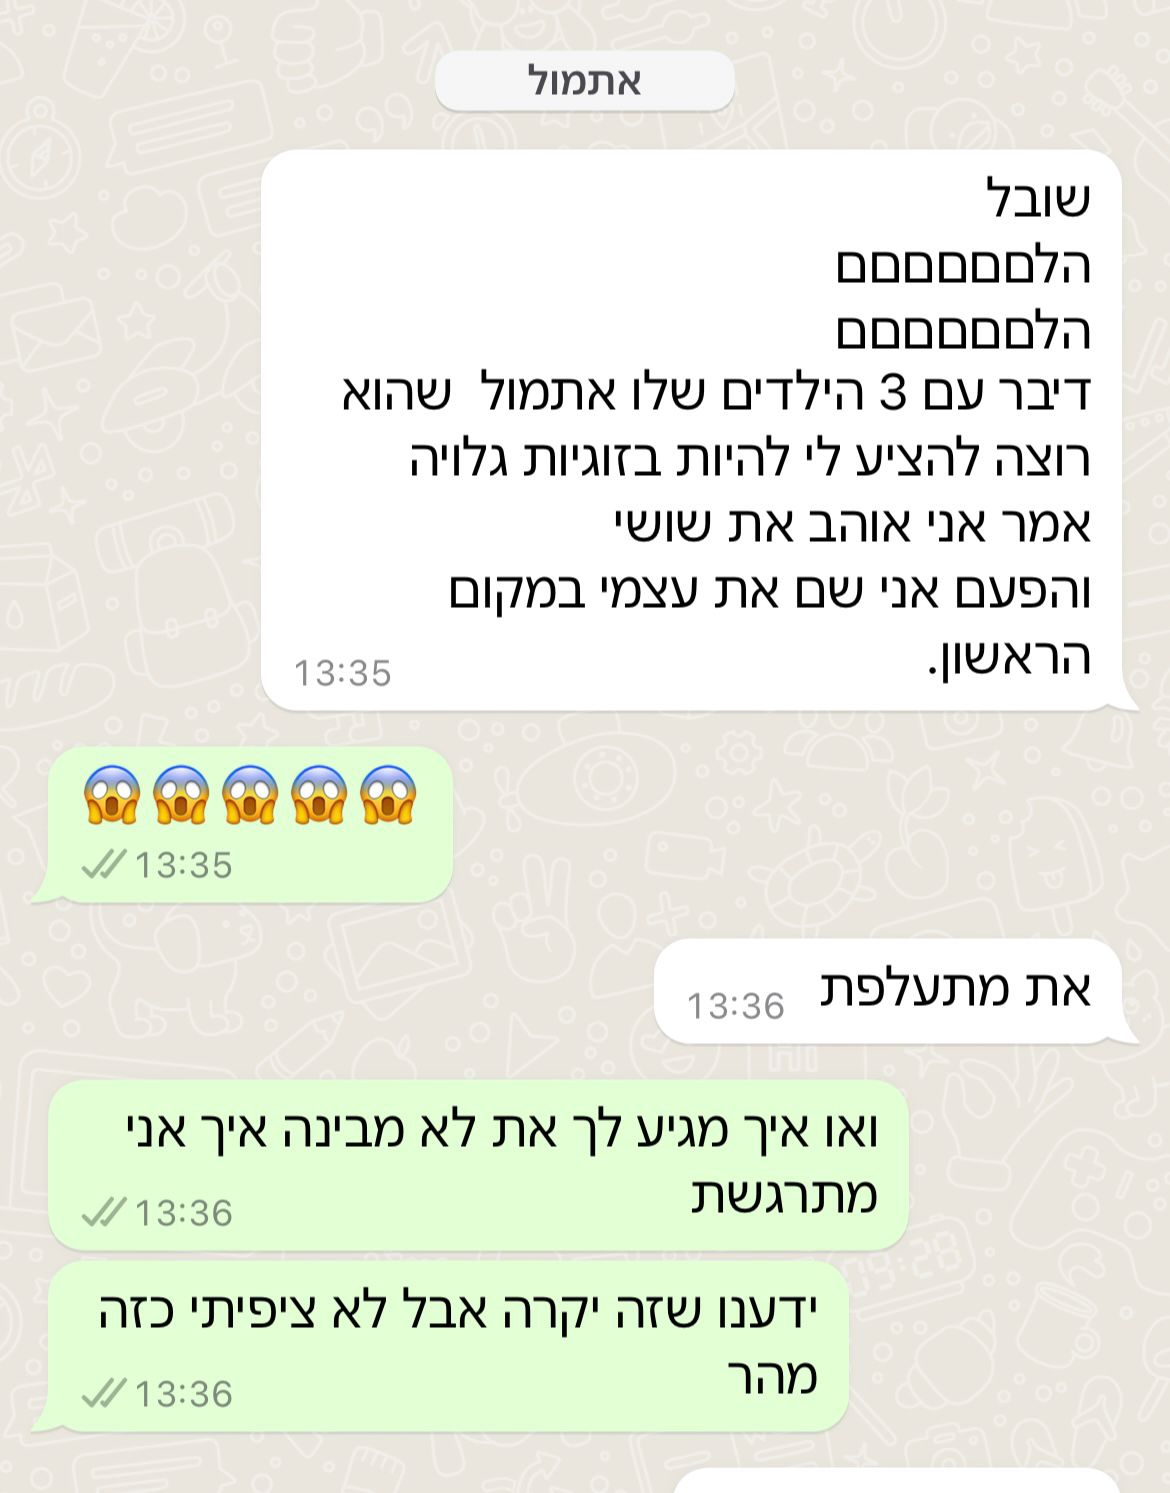 אתמול
שובל
הלםםםםםם
הלםםםםםם
דיבר עם 3 הילדים שלו אתמול  שהוא
רוצה להציע לי להיות בזוגיות גלויה
אמר אני אוהב את שושי
והפעם אני שם את עצמי במקום
הראשון.
13:35
😱😱😱😱😱
13:35
את מתעלפת
13:36
ואו איך מגיע לך את לא מבינה איך אני
מתרגשת
13:36
ידענו שזה יקרה אבל לא ציפיתי כזה
מהר
13:36